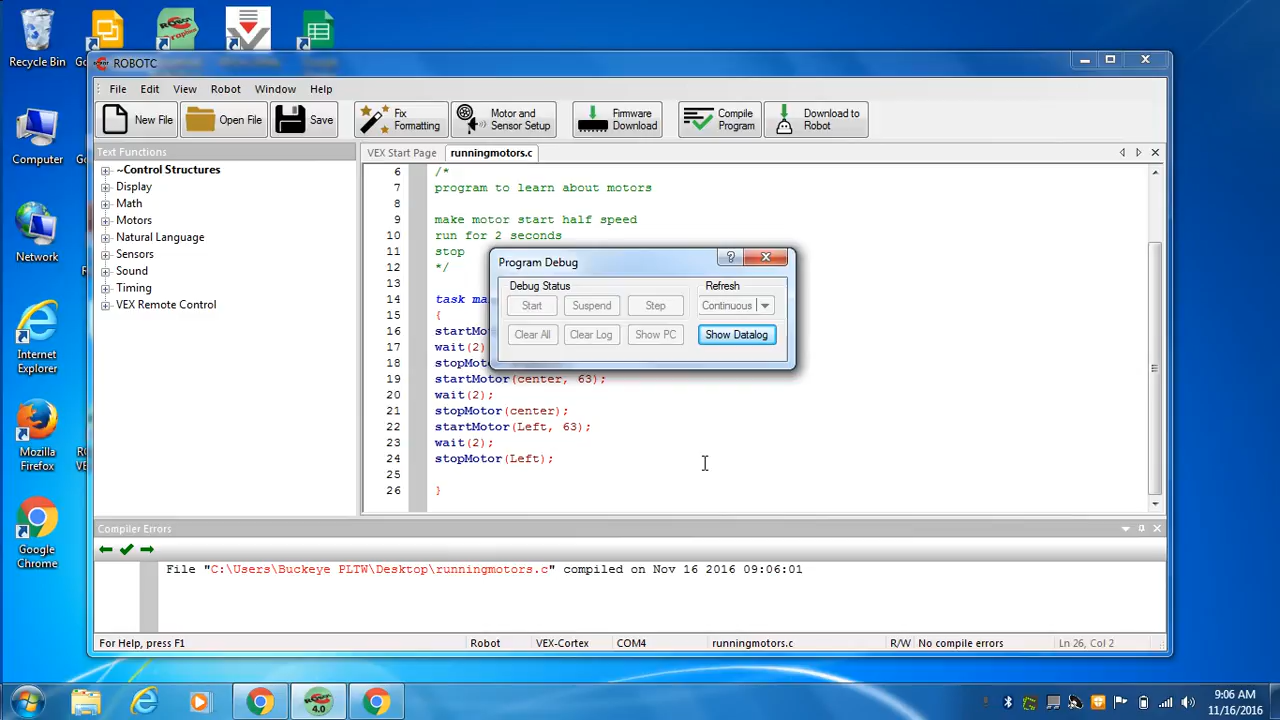 Recycle Bin
Computer
Network
Internet
Explorer
Mozilla
Firefox
Google
Chrome
ROBOTC
File Edit View Robot Window Help
New File
Open File
Save
Fix
Formatting
Motor and
Sensor Setup
Firmware
Download
Compile
Program
Download to
Robot
Text Functions
~Control Structures
Display
Math
Motors
Natural Language
Sensors
Sound
Timing
VEX Remote Control
VEX Start Page
runningmotors.c
6 /*
7 program to learn about motors
8
9 make motor start half speed
10 run for 2 seconds
11 stop
12 */
13
14 task ma
15 {
16 startMo
17 wait(2)
18 stopMo
19 startMotor(center, 63);
20 wait(2);
21 stopMotor(center);
22 startMotor(Left, 63);
23 wait(2);
24 stopMotor(Left);
25
26 }
Program Debug
Debug Status
Refresh
Start Suspend Step Continuous
Clear All Clear Log Show PC Show Datalog
Compiler Errors
File "C:\Users\Buckeye PLTW\Desktop\runningmotors.c" compiled on Nov 16 2016 09:06:01
For Help, press F1 Robot VEX-Cortex COM4 runningmotors.c R/W No compile errors Ln 26, Col 2
4.0
9:06 AM
11/16/2016